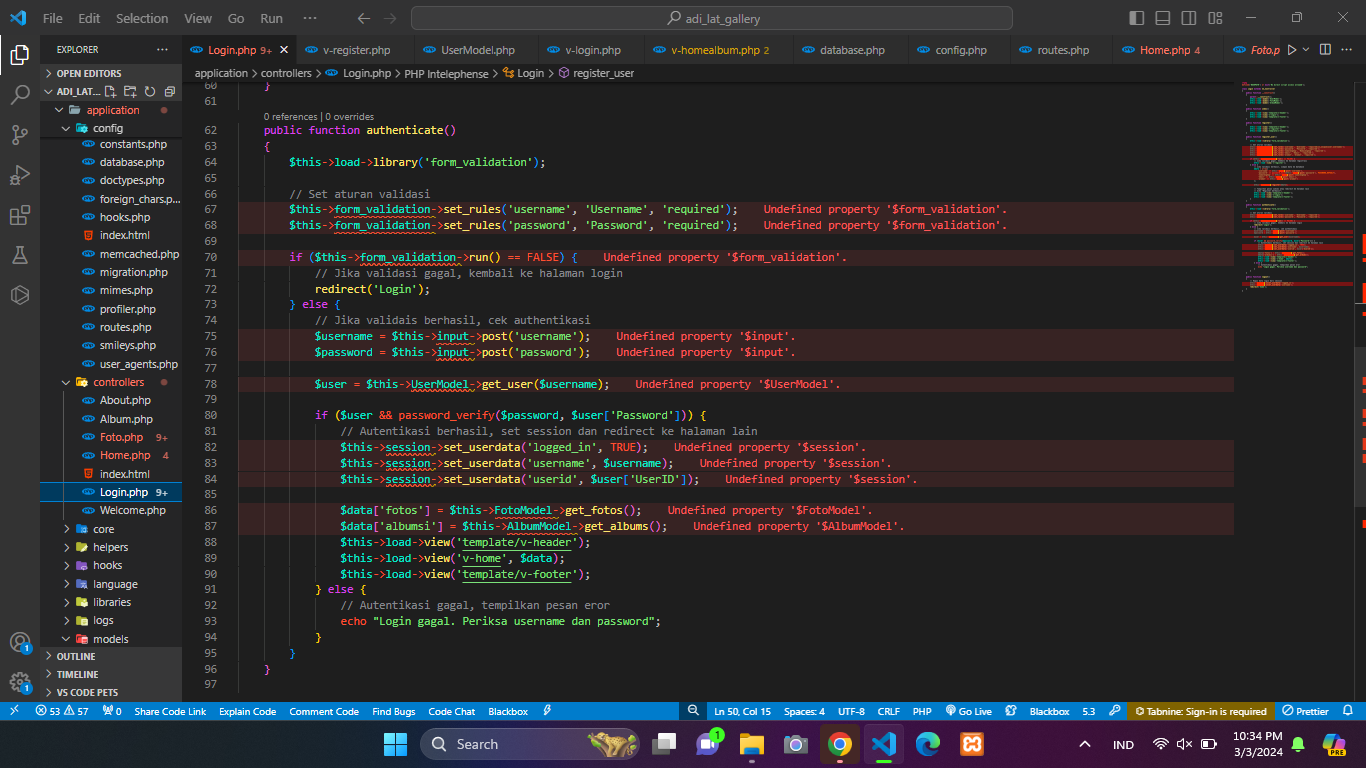 File Edit Selection View Go Run ··· adi_lat_gallery
EXPLORER ···
Login.php 9+ v-register.php UserModel.php v-login.php v-homealbum.php 2 database.php config.php routes.php Home.php 4 Foto.p
application > controllers > Login.php > PHP Intelephense > Login > register_user
OPEN EDITORS
ADI_LAT...
application
config
constants.php
database.php
doctypes.php
foreign_chars.p...
hooks.php
index.html
memcached.php
migration.php
mimes.php
profiler.php
routes.php
smileys.php
user_agents.php
controllers
About.php
Album.php
Foto.php 9+
Home.php 4
index.html
Login.php 9+
Welcome.php
core
helpers
hooks
language
libraries
logs
models
OUTLINE
TIMELINE
VS CODE PETS
60 }
61
0 references | 0 overrides
62 public function authenticate()
63 {
64 $this->load->library('form_validation');
65
66 // Set aturan validasi
67 $this->form_validation->set_rules('username', 'Username', 'required'); Undefined property '$form_validation'.
68 $this->form_validation->set_rules('password', 'Password', 'required'); Undefined property '$form_validation'.
69
70 if ($this->form_validation->run() == FALSE) { Undefined property '$form_validation'.
71 // Jika validasi gagal, kembali ke halaman login
72 redirect('Login');
73 } else {
74 // Jika validais berhasil, cek authentikasi
75 $username = $this->input->post('username'); Undefined property '$input'.
76 $password = $this->input->post('password'); Undefined property '$input'.
77
78 $user = $this->UserModel->get_user($username); Undefined property '$UserModel'.
79
80 if ($user && password_verify($password, $user['Password'])) {
81 // Autentikasi berhasil, set session dan redirect ke halaman lain
82 $this->session->set_userdata('logged_in', TRUE); Undefined property '$session'.
83 $this->session->set_userdata('username', $username); Undefined property '$session'.
84 $this->session->set_userdata('userid', $user['UserID']); Undefined property '$session'.
85
86 $data['fotos'] = $this->FotoModel->get_fotos(); Undefined property '$FotoModel'.
87 $data['albumsi'] = $this->AlbumModel->get_albums(); Undefined property '$AlbumModel'.
88 $this->load->view('template/v-header');
89 $this->load->view('v-home', $data);
90 $this->load->view('template/v-footer');
91 } else {
92 // Autentikasi gagal, tempilkan pesan eror
93 echo "Login gagal. Periksa username dan password";
94 }
95 }
96 }
97
1
1
53 57 0 Share Code Link Explain Code Comment Code Find Bugs Code Chat Blackbox Ln 50, Col 15 Spaces: 4 UTF-8 CRLF PHP Go Live Blackbox 5.3 Tabnine: Sign-in is required Prettier
Search 1 IND 10:34 PM
3/3/2024
PRE